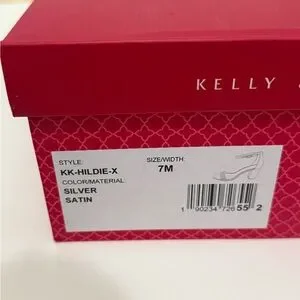 KELLY
STYLE:
KK-HILDIE-X
COLOR/MATERIAL
SILVER
SATIN
SIZE/WIDTH:
7M
1 90234 72655 2